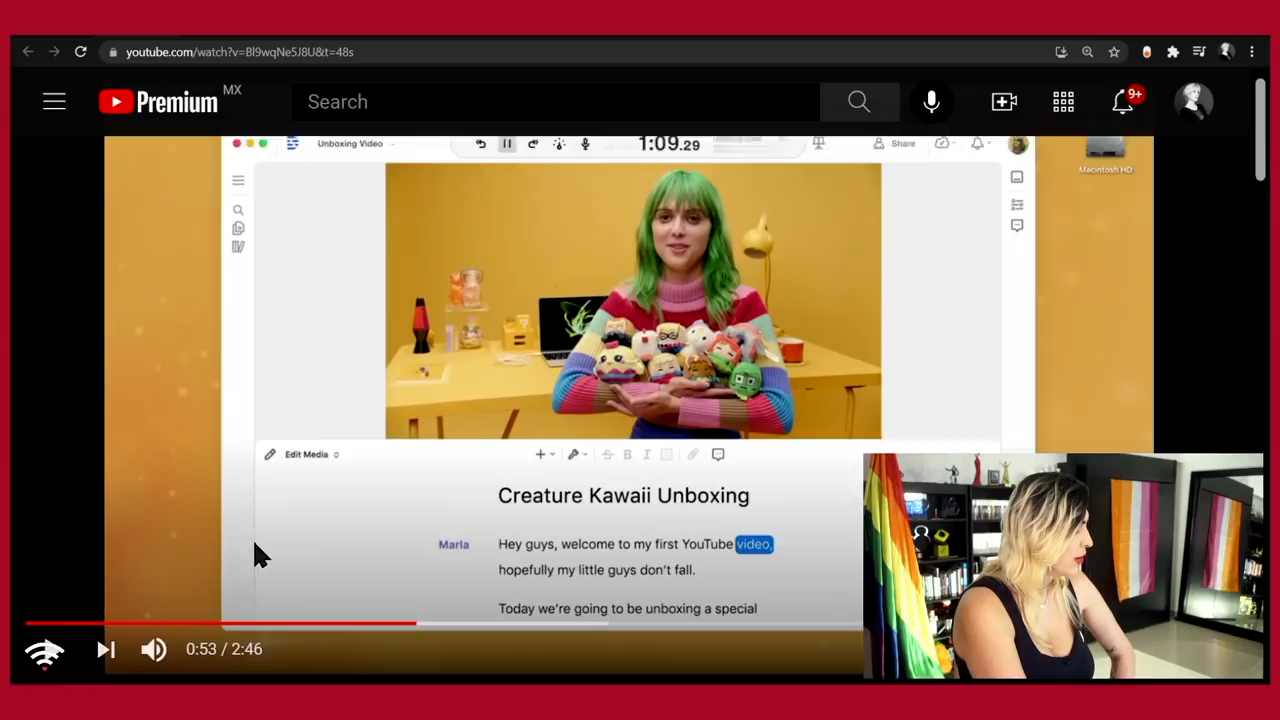 youtube.com/watch?v=Bl9wqNe5J8U&t=48s
Premium MX
Search
9+
Unboxing Video
1:09.29
Share
Macintosh HD
Edit Media
B I
Creature Kawaii Unboxing
Marla
Hey guys, welcome to my first YouTube video,
hopefully my little guys don't fall.
Today we're going to be unboxing a special
0:53 / 2:46